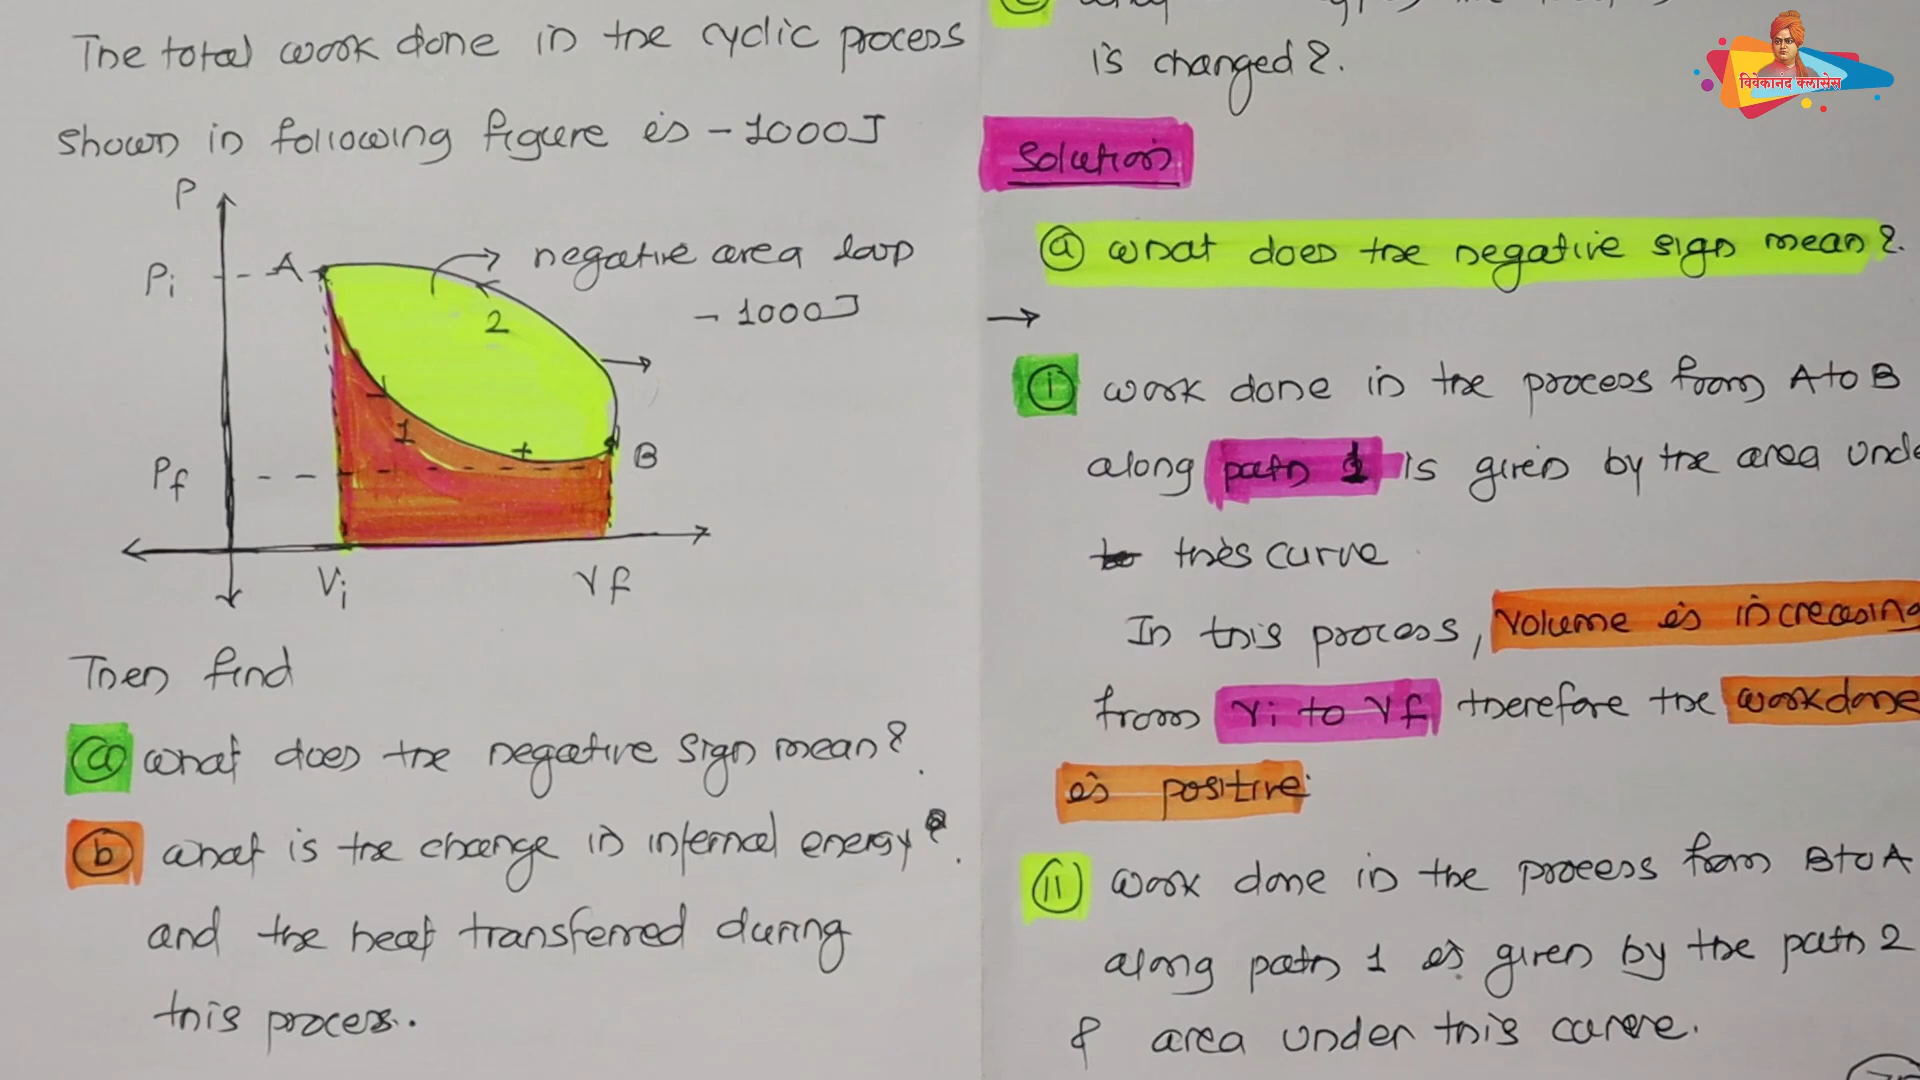 The total work done in the cyclic process
shown in following figure is -1000J
P
Pi
A
negative area loop
-1000J
2
1
B
Pf
Vi
Vf
Then find
a what does the negative sign mean?
b what is the change in internal energy?
and the heat transferred during
this process.
is changed?
विवेकानंद क्लासेस
Solution
a what does the negative sign mean?
i work done in the process from A to B
along path 1 is given by the area unde
this curve
In this process, volume is increasing
from Vi to Vf therefore the workdone
is positive
ii work done in the process from B to A
along path 1 is given by the path 2
& area under this curve.